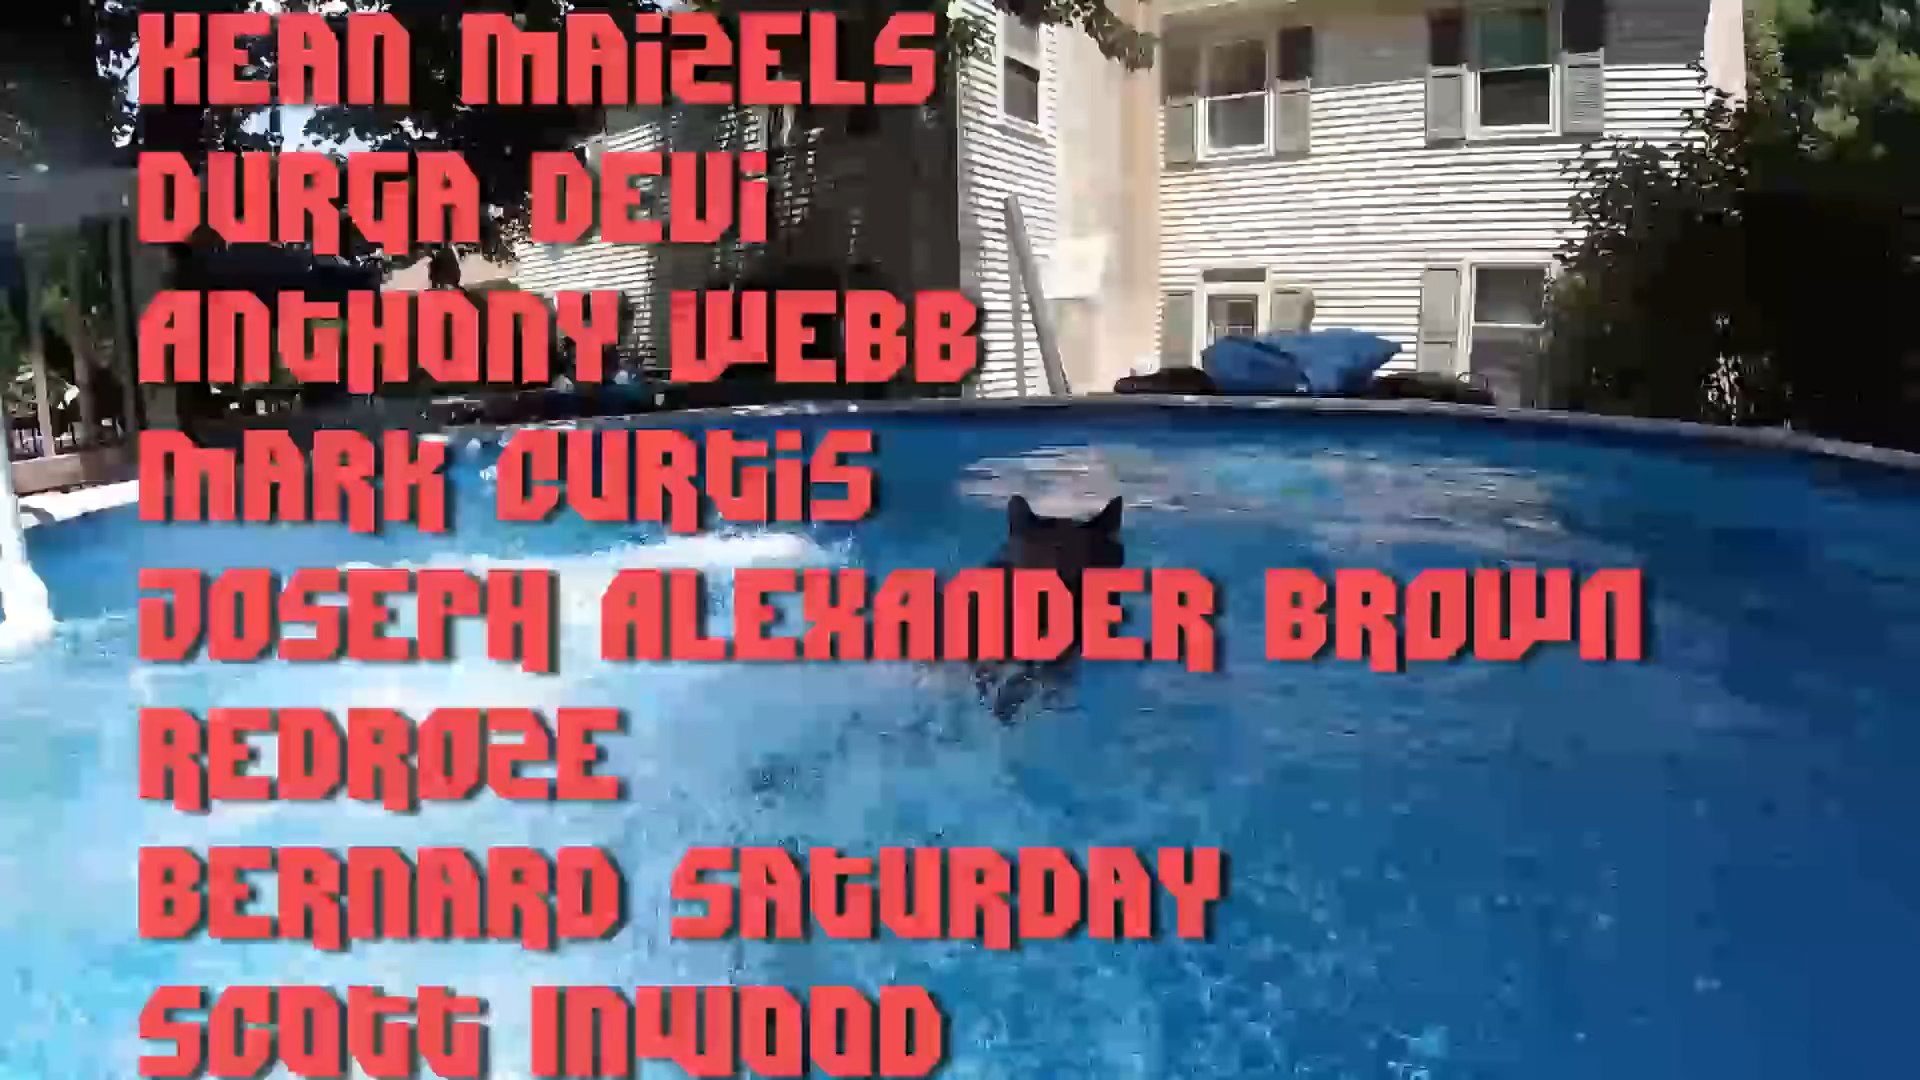 KEAN MAIZELS
DURGA DEVI
ANTHONY WEBB
MARK CURTIS
JOSEPH ALEXANDER BROWN
REDROZE
BERNARD SATURDAY
SCOTT INWOOD